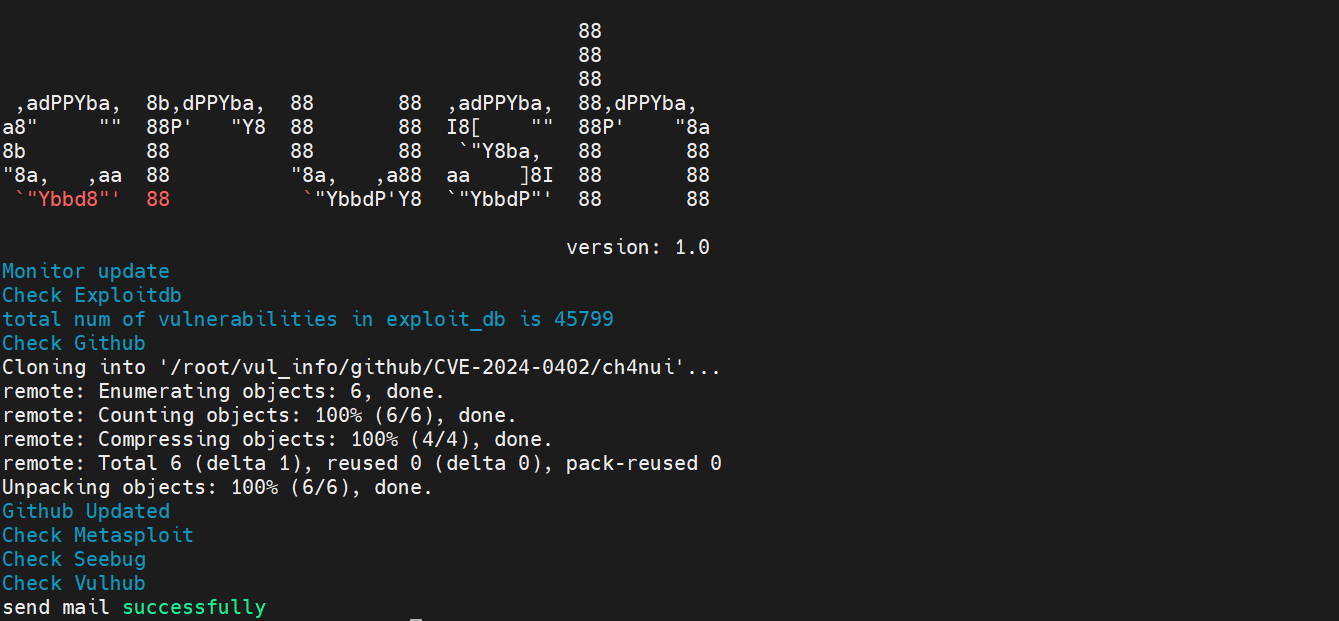 88
                                                88
                                                88
 ,adPPYba,  8b,dPPYba,  88       88  ,adPPYba,  88,dPPYba,
a8"     ""  88P'   "Y8  88       88  I8[    ""  88P'    "8a
8b          88          88       88   `"Y8ba,   88       88
"8a,   ,aa  88          "8a,   ,a88  aa    ]8I  88       88
 `"Ybbd8"'  88           `"YbbdP'Y8  `"YbbdP"'  88       88
                                               version: 1.0
Monitor update
Check Exploitdb
total num of vulnerabilities in exploit_db is 45799
Check Github
Cloning into '/root/vul_info/github/CVE-2024-0402/ch4nui'...
remote: Enumerating objects: 6, done.
remote: Counting objects: 100% (6/6), done.
remote: Compressing objects: 100% (4/4), done.
remote: Total 6 (delta 1), reused 0 (delta 0), pack-reused 0
Unpacking objects: 100% (6/6), done.
Github Updated
Check Metasploit
Check Seebug
Check Vulhub
send mail successfully